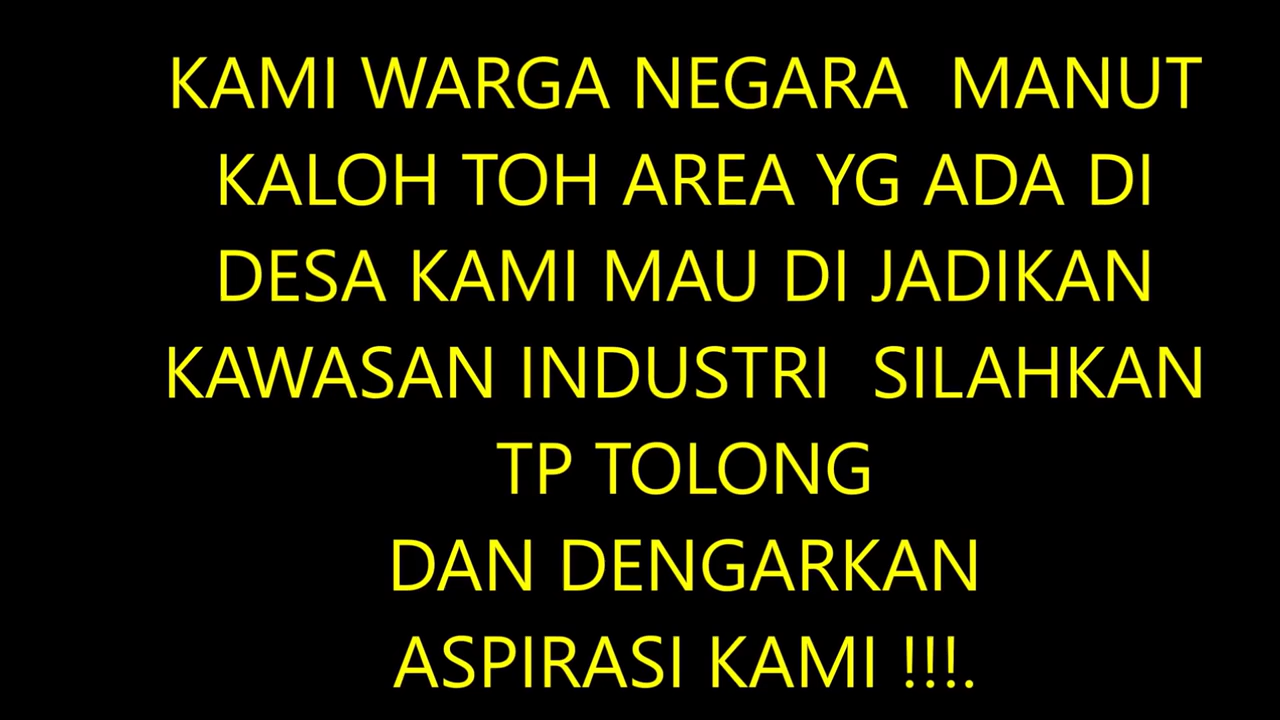 KAMI WARGA NEGARA  MANUT
KALOH TOH AREA YG ADA DI
DESA KAMI MAU DI JADIKAN
KAWASAN INDUSTRI  SILAHKAN
TP TOLONG
DAN DENGARKAN
ASPIRASI KAMI !!!.